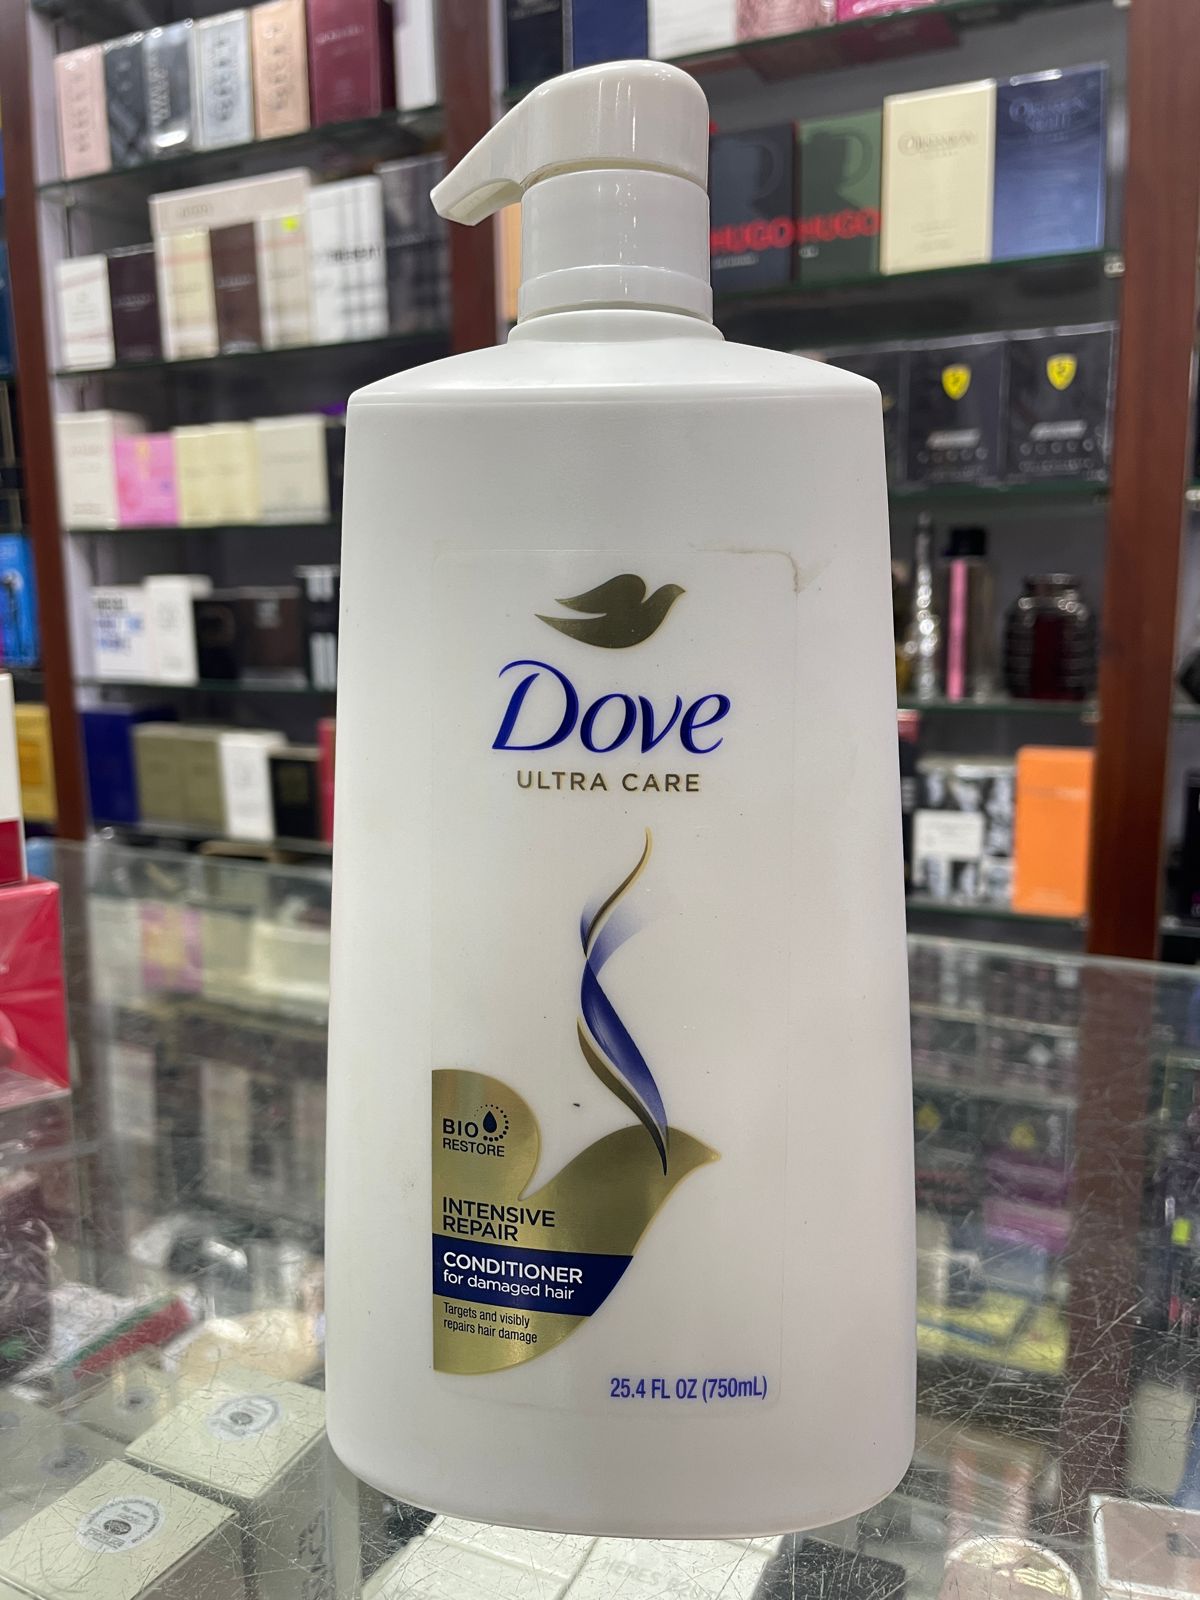 HUGO
HUGO
Dove
ULTRA CARE
BIO
RESTORE
INTENSIVE
REPAIR
CONDITIONER
for damaged hair
Targets and visibly
repairs hair damage
25.4 FL OZ (750mL)